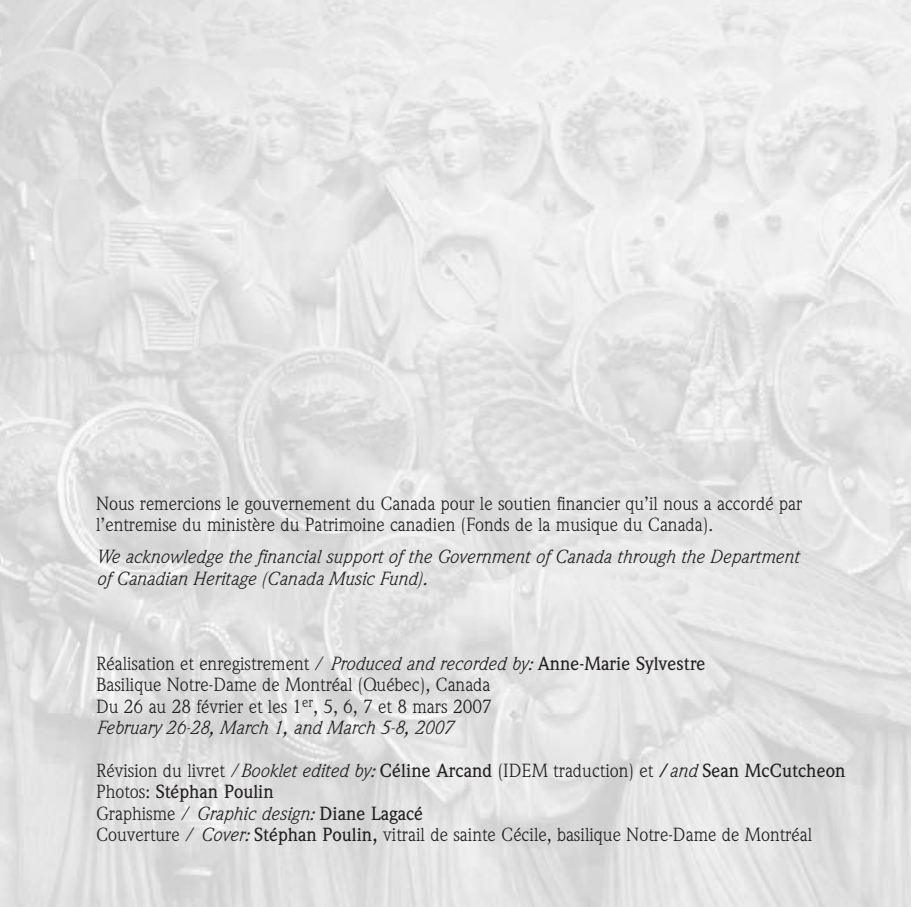 Nous remercions le gouvernement du Canada pour le soutien financier qu'il nous a accordé par
l'entremise du ministère du Patrimoine canadien (Fonds de la musique du Canada).
We acknowledge the financial support of the Government of Canada through the Department
of Canadian Heritage (Canada Music Fund).
Réalisation et enregistrement / Produced and recorded by: Anne-Marie Sylvestre
Basilique Notre-Dame de Montréal (Québec), Canada
Du 26 au 28 février et les 1er, 5, 6, 7 et 8 mars 2007
February 26-28, March 1, and March 5-8, 2007
Révision du livret / Booklet edited by: Céline Arcand (IDEM traduction) et / and Sean McCutcheon
Photos: Stéphan Poulin
Graphisme / Graphic design: Diane Lagacé
Couverture / Cover: Stéphan Poulin, vitrail de sainte Cécile, basilique Notre-Dame de Montréal